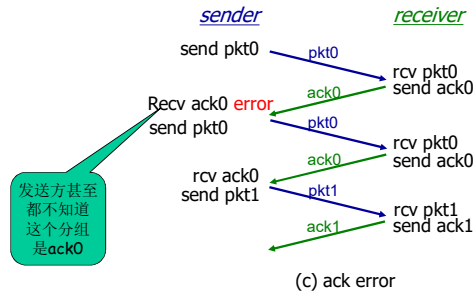 sender
receiver
send pkt0
pkt0
rcv pkt0
send ack0
ack0
Recv ack0 error
send pkt0
pkt0
rcv pkt0
send ack0
ack0
rcv ack0
send pkt1
pkt1
rcv pkt1
send ack1
ack1
发送方甚至
都不知道
这个分组
是ack0
(c) ack error